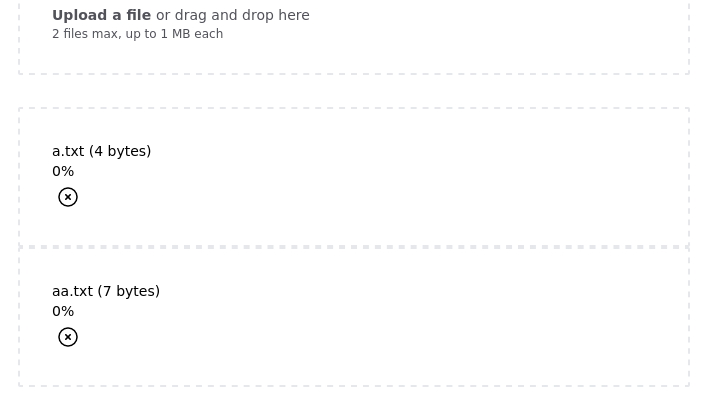 Upload a file or drag and drop here
2 files max, up to 1 MB each
a.txt (4 bytes)
0%
aa.txt (7 bytes)
0%